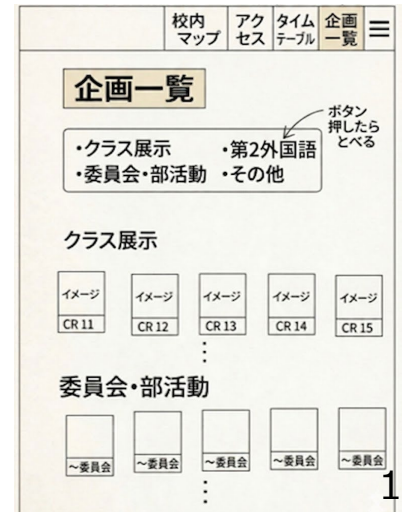 校内
マップ
アク
セス
タイム
テーブル
企画
一覧
企画一覧
ボタン
押したら
とべる
・クラス展示 ・第2外国語
・委員会・部活動 ・その他
クラス展示
イメージ イメージ イメージ イメージ イメージ
CR 11 CR 12 CR 13 CR 14 CR 15
委員会・部活動
〜委員会 〜委員会 〜委員会 〜委員会 〜委員会
1